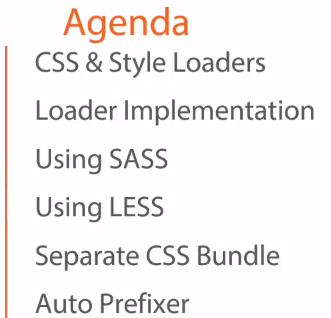 Agenda
CSS & Style Loaders
Loader Implementation
Using SASS
Using LESS
Separate CSS Bundle
Auto Prefixer